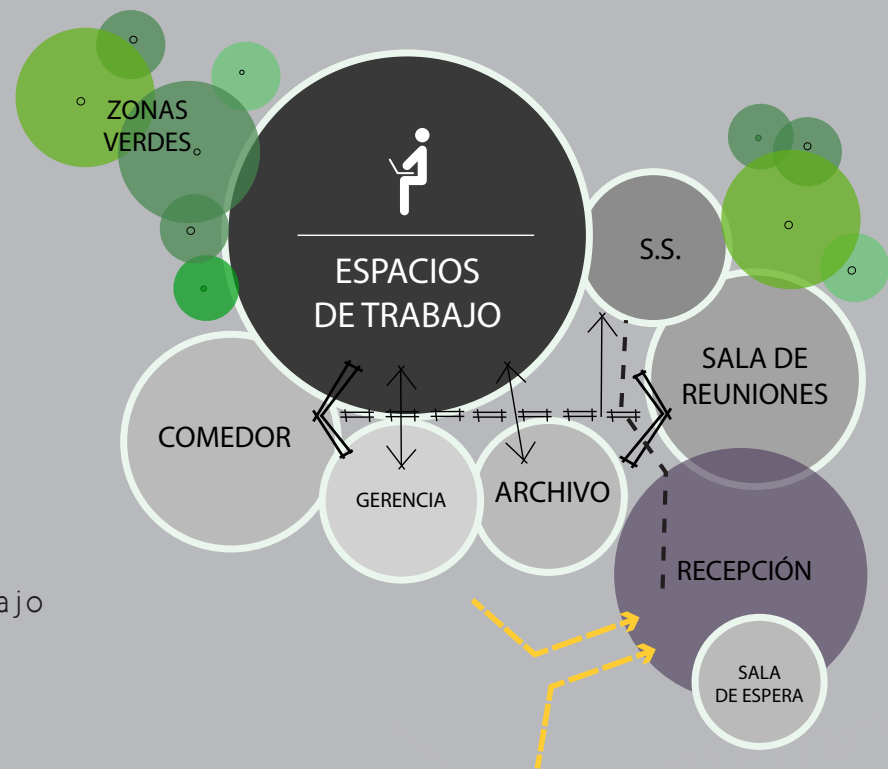 ZONAS
VERDES
ESPACIOS
DE TRABAJO
S.S.
SALA DE
REUNIONES
COMEDOR
GERENCIA
ARCHIVO
RECEPCIÓN
ajo
SALA
DE ESPERA